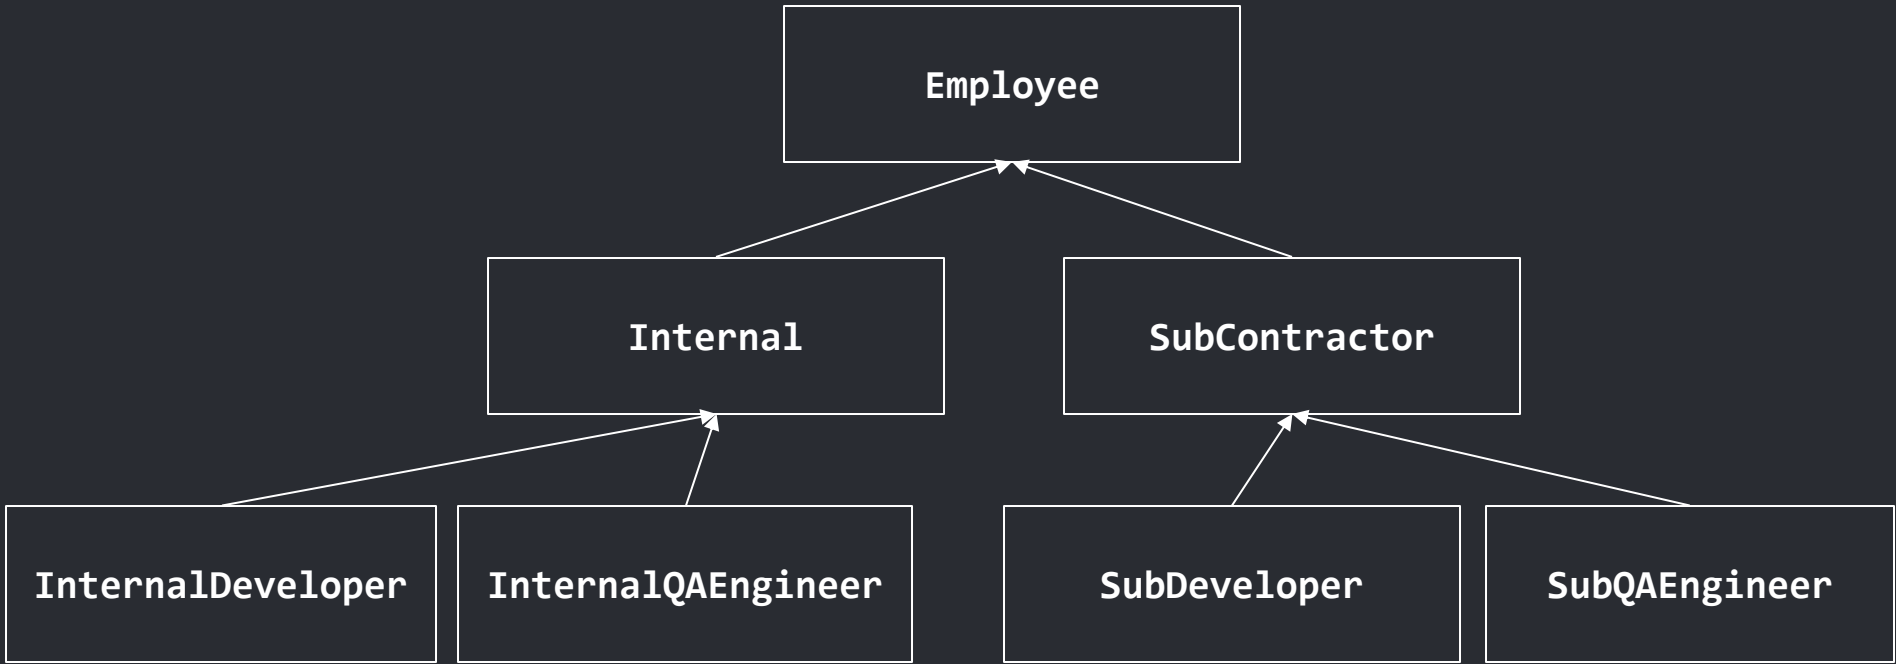 Employee
Internal
SubContractor
InternalDeveloper
InternalQAEngineer
SubDeveloper
SubQAEngineer